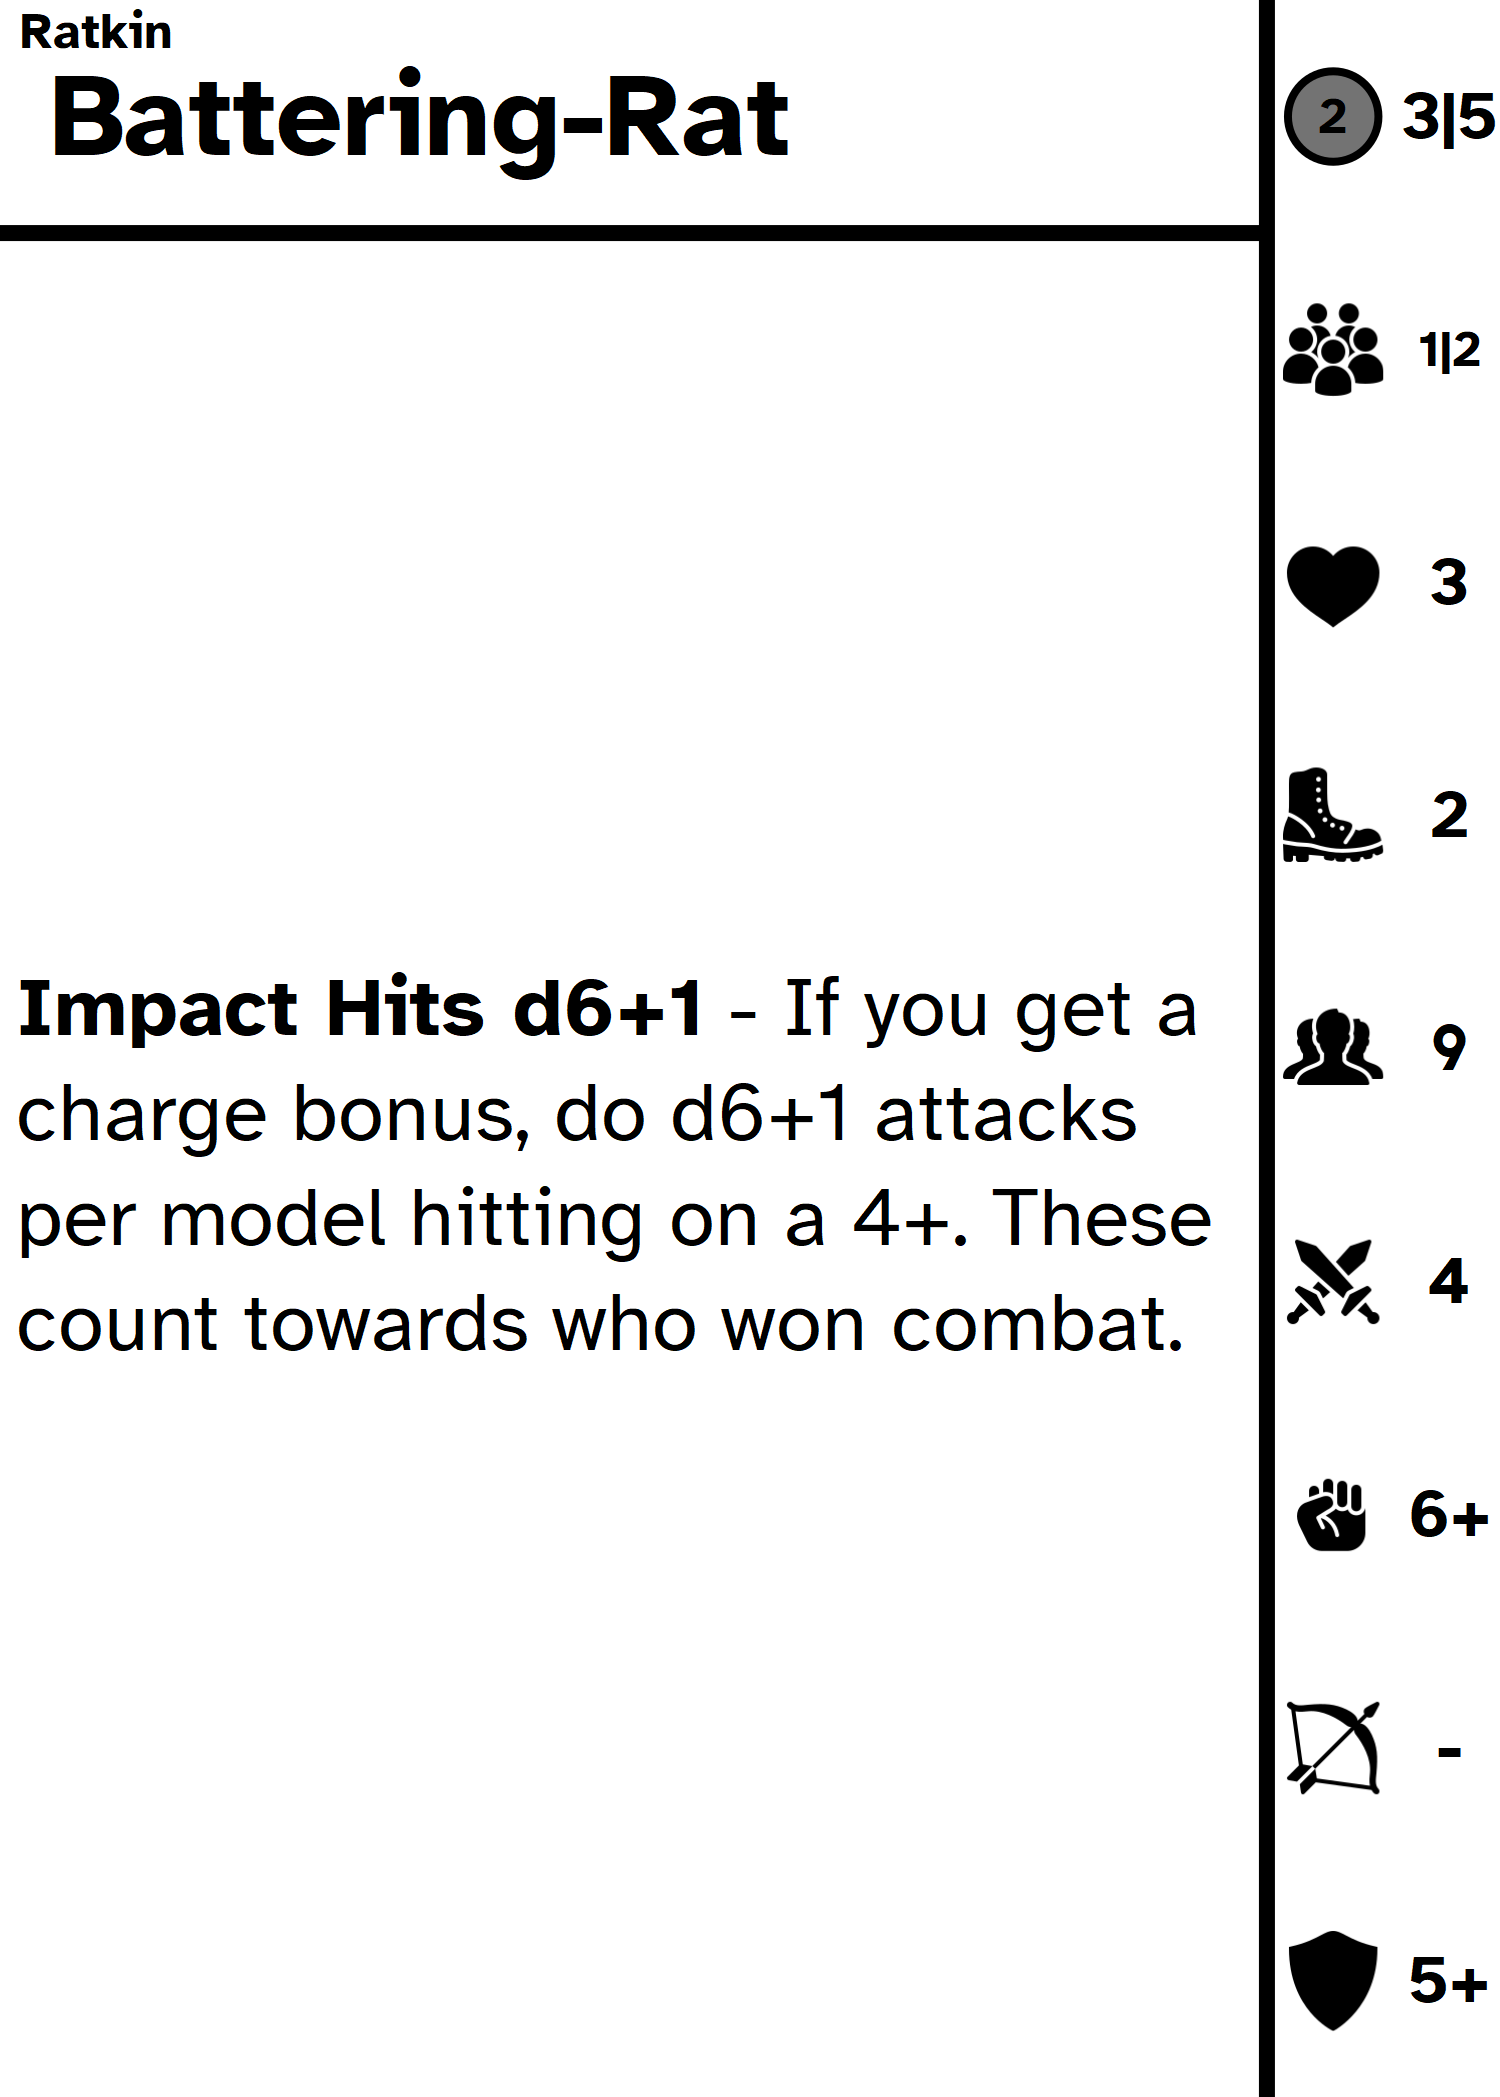 Ratkin
Battering-Rat
2 3|5
1|2
3
2
9
Impact Hits d6+1 - If you get a
charge bonus, do d6+1 attacks
per model hitting on a 4+. These
count towards who won combat.
4
6+
-
5+